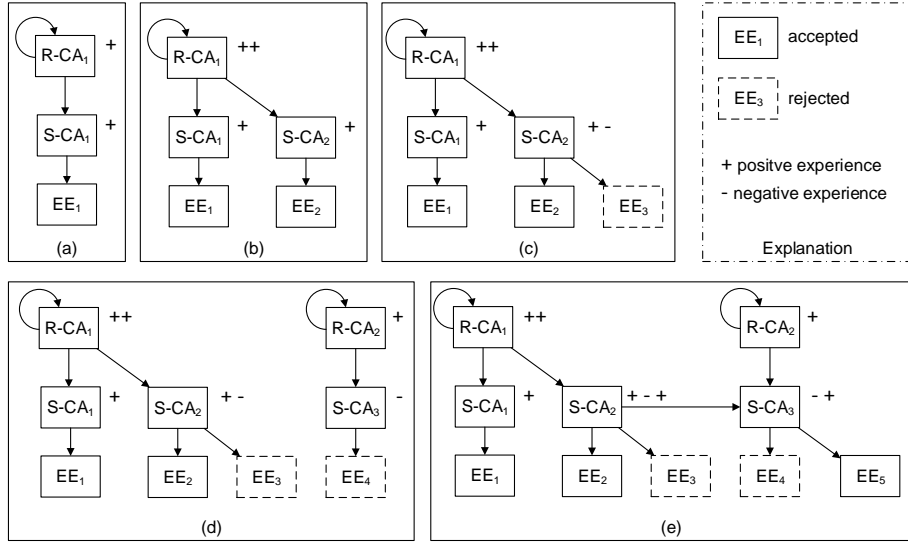 R-CA1 +
S-CA1 +
EE1
(a)
R-CA1 ++
S-CA1 + S-CA2 +
EE1 EE2
(b)
R-CA1 ++
S-CA1 + S-CA2 + -
EE1 EE2 EE3
(c)
EE1 accepted
EE3 rejected
+ positve experience
- negative experience
Explanation
R-CA1 ++ R-CA2 +
S-CA1 + S-CA2 + - S-CA3 -
EE1 EE2 EE3 EE4
(d)
R-CA1 ++ R-CA2 +
S-CA1 + S-CA2 + - + S-CA3 - +
EE1 EE2 EE3 EE4 EE5
(e)